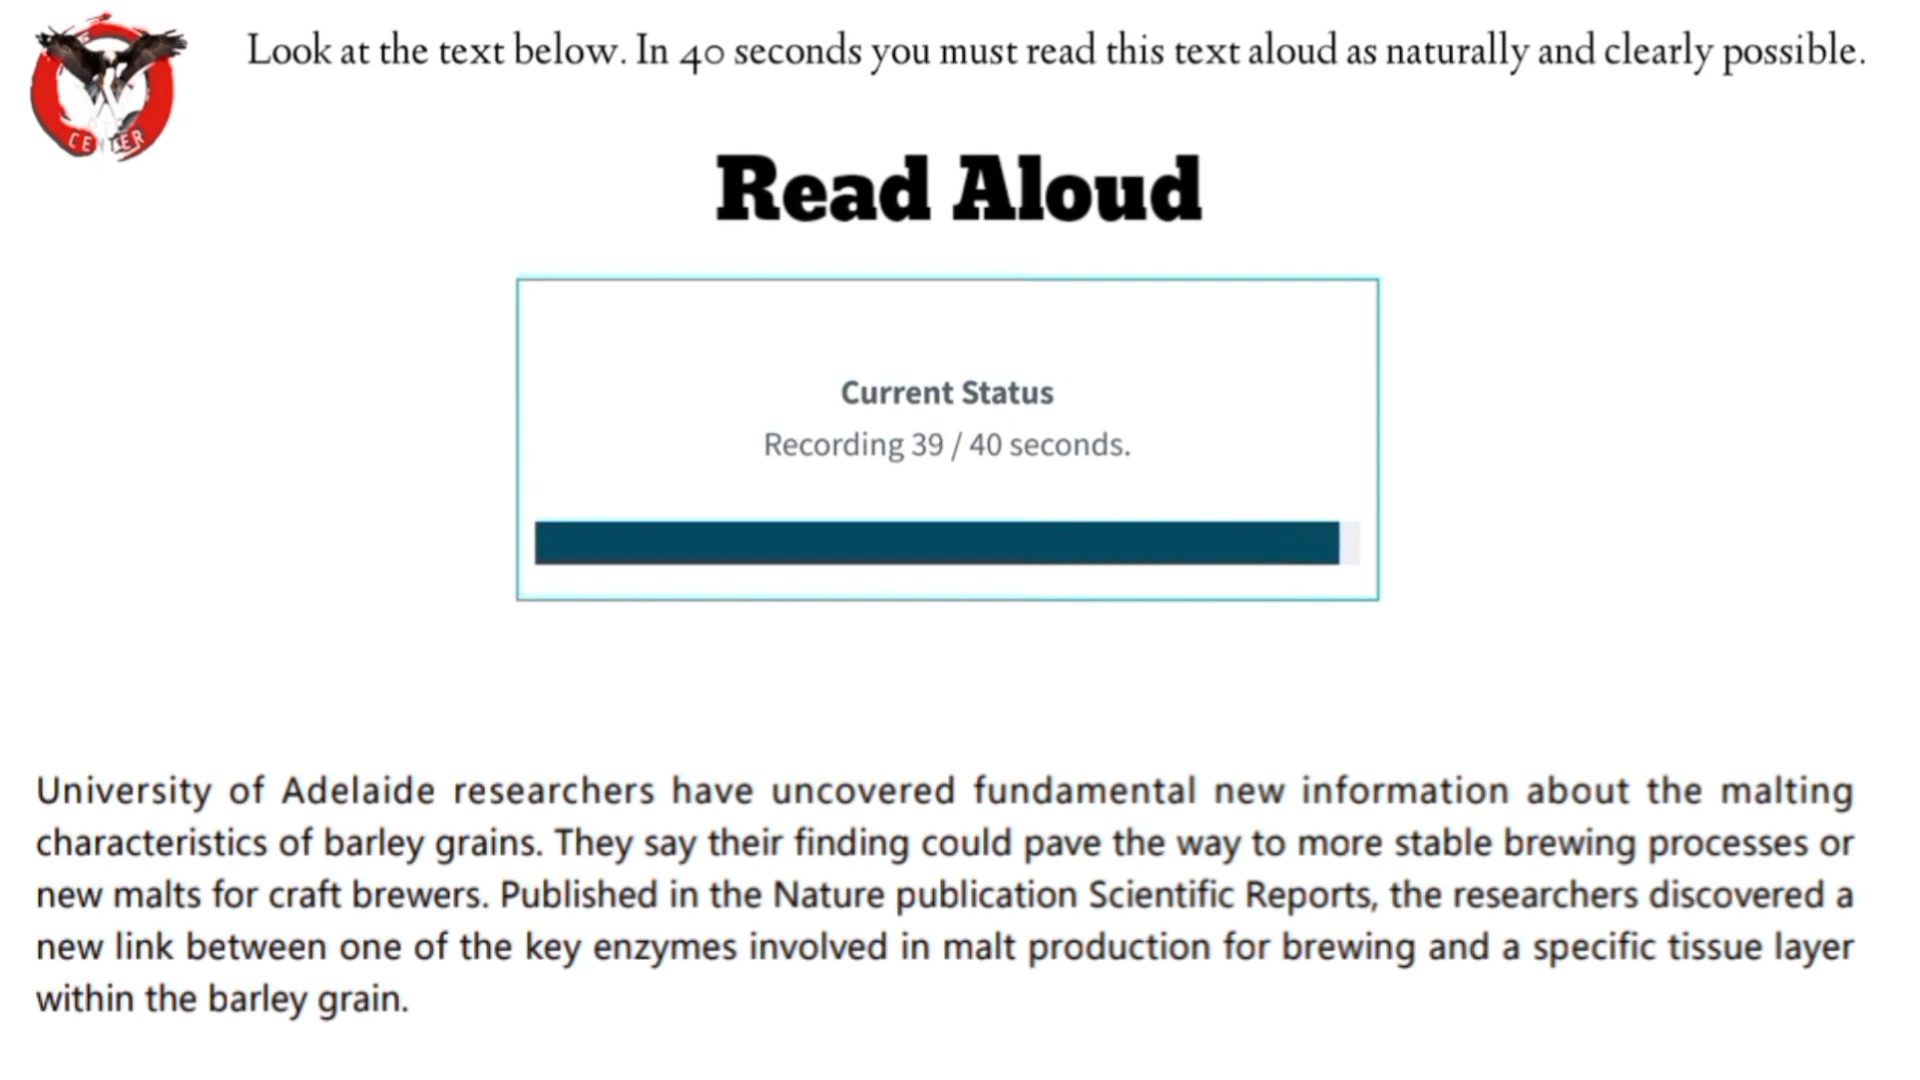 Look at the text below. In 40 seconds you must read this text aloud as naturally and clearly possible.
CENTER
Read Aloud
Current Status
Recording 39 / 40 seconds.
University of Adelaide researchers have uncovered fundamental new information about the malting
characteristics of barley grains. They say their finding could pave the way to more stable brewing processes or
new malts for craft brewers. Published in the Nature publication Scientific Reports, the researchers discovered a
new link between one of the key enzymes involved in malt production for brewing and a specific tissue layer
within the barley grain.